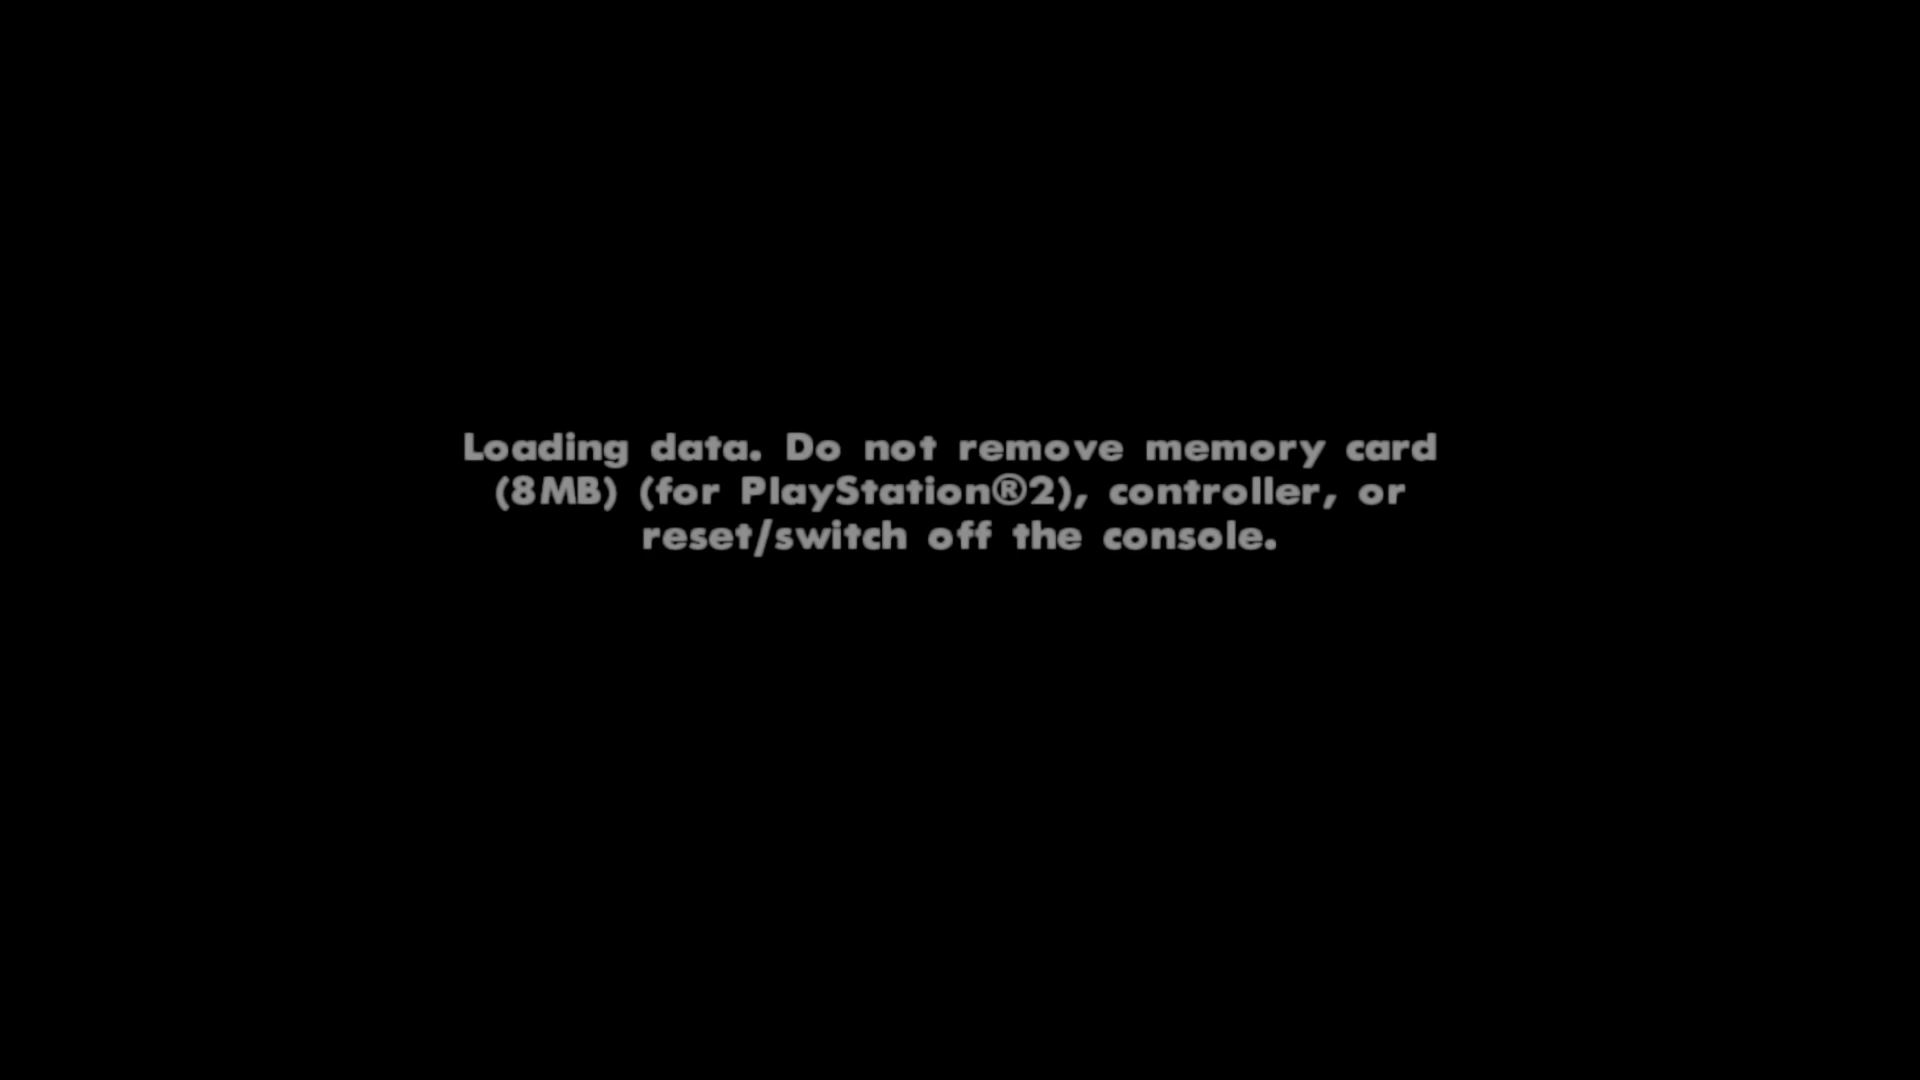 Loading data. Do not remove memory card
(8MB) (for PlayStation®2), controller, or
reset/switch off the console.